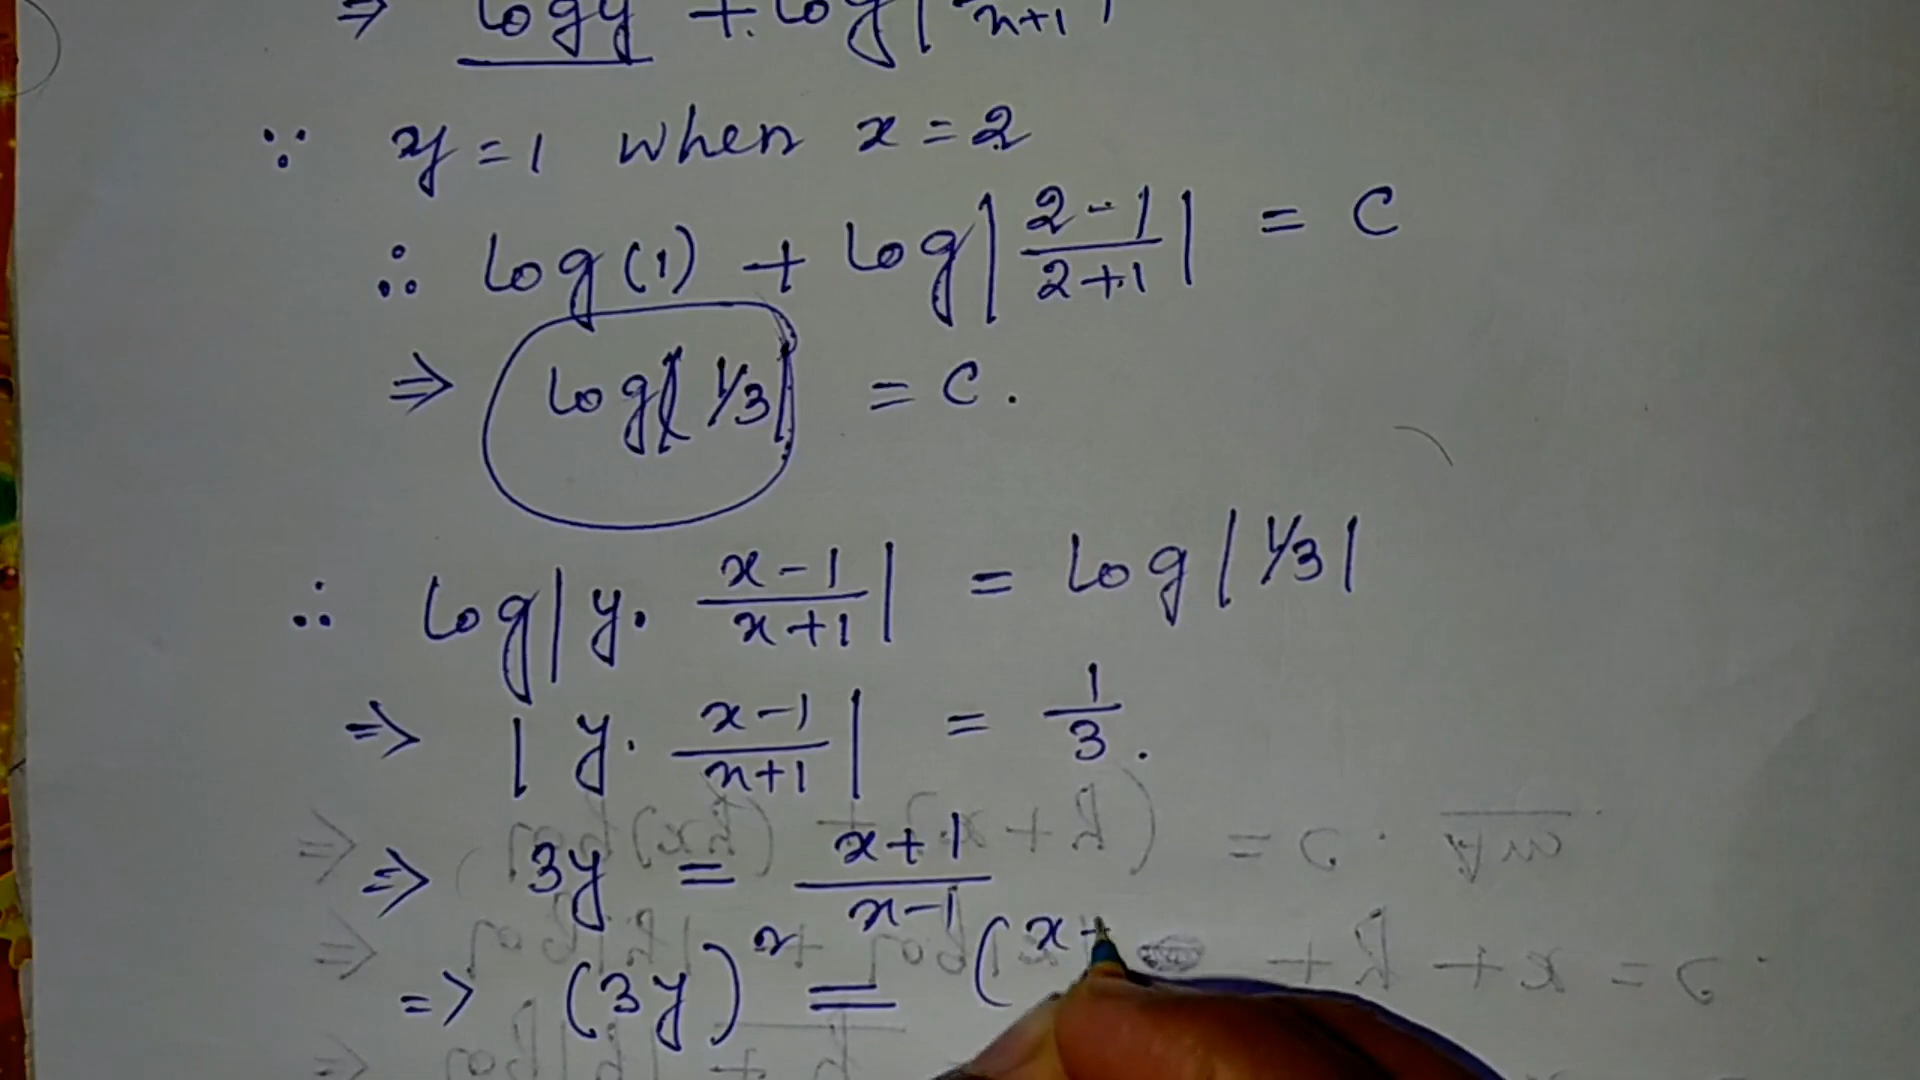 ⇒ log y + log | /x+1 |
∵ y = 1 when x = 2
∴ log(1) + log | 2-1/2+1 | = c
⇒ log | 1/3 | = c.
∴ log | y. x-1/x+1 | = log | 1/3 |
⇒ | y. x-1/x+1 | = 1/3.
⇒ 3y = x+1/x-1
⇒ (3y)² = (x+